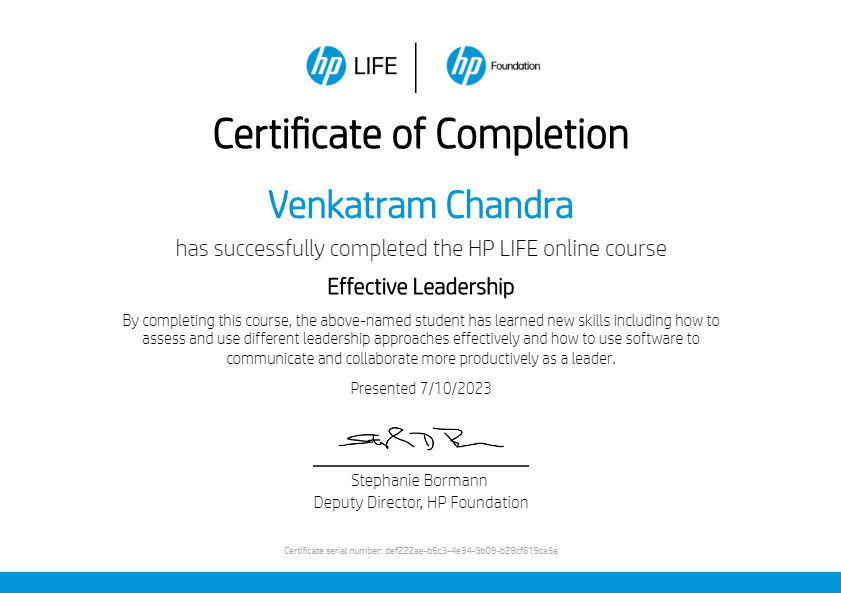 hp LIFE | hp Foundation
Certificate of Completion
Venkatram Chandra
has successfully completed the HP LIFE online course
Effective Leadership
By completing this course, the above-named student has learned new skills including how to
assess and use different leadership approaches effectively and how to use software to
communicate and collaborate more productively as a leader.
Presented 7/10/2023
Stephanie Bormann
Deputy Director, HP Foundation
Certificate serial number: def222ae-b6c3-4e94-9b09-b29cf819ca5a